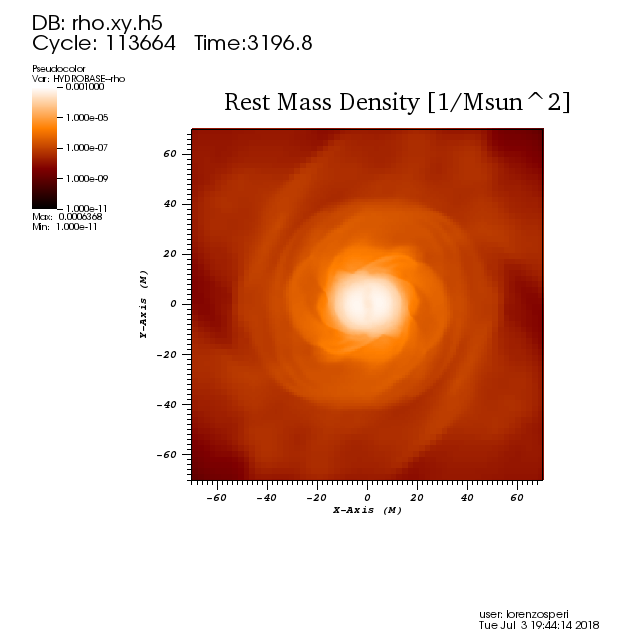 DB: rho.xy.h5
Cycle: 113664 Time:3196.8
Pseudocolor
Var: HYDROBASE--rho
0.001000
1.000e-05
1.000e-07
1.000e-09
1.000e-11
Max: 0.0006368
Min: 1.000e-11
Rest Mass Density [1/Msun^2]
60
40
20
0
-20
-40
-60
Y-Axis (M)
-60 -40 -20 0 20 40 60
X-Axis (M)
user: lorenzosperi
Tue Jul 3 19:44:14 2018